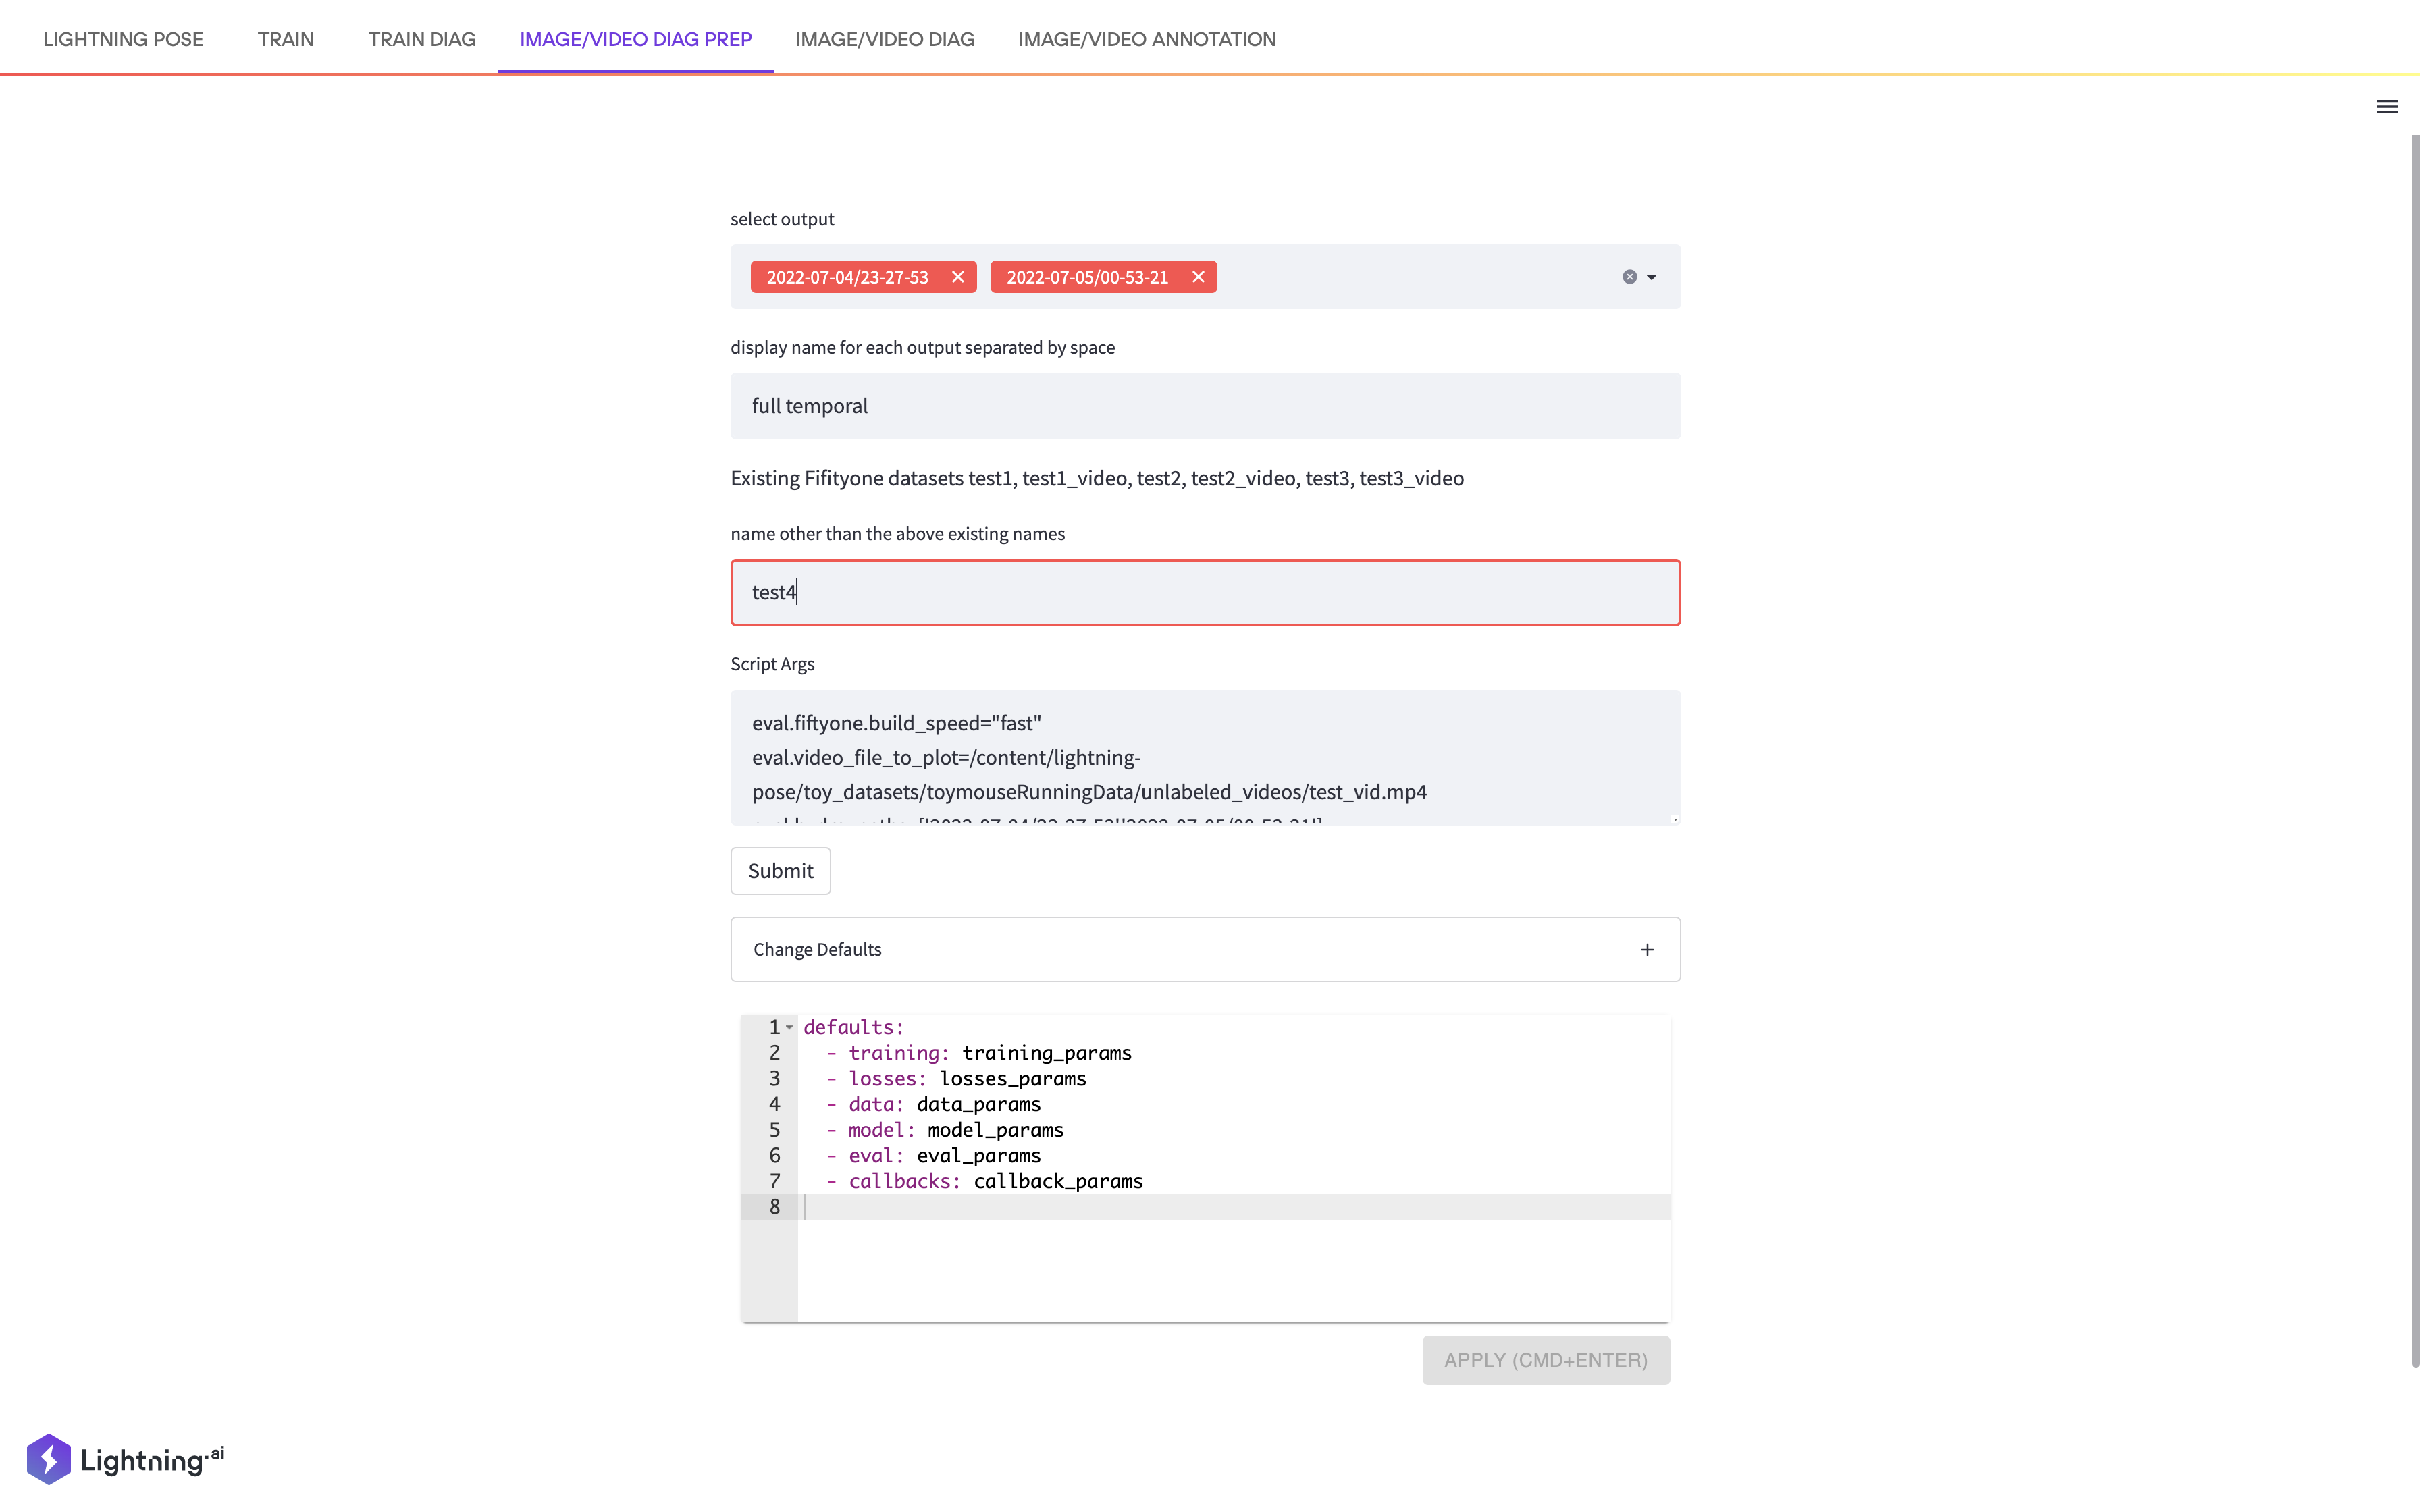 LIGHTNING POSE TRAIN TRAIN DIAG IMAGE/VIDEO DIAG PREP IMAGE/VIDEO DIAG IMAGE/VIDEO ANNOTATION
select output
2022-07-04/23-27-53 2022-07-05/00-53-21
display name for each output separated by space
full temporal
Existing Fifityone datasets test1, test1_video, test2, test2_video, test3, test3_video
name other than the above existing names
test4
Script Args
eval.fiftyone.build_speed="fast"
eval.video_file_to_plot=/content/lightning-
pose/toy_datasets/toymouseRunningData/unlabeled_videos/test_vid.mp4
Submit
Change Defaults
1 defaults:
2 - training: training_params
3 - losses: losses_params
4 - data: data_params
5 - model: model_params
6 - eval: eval_params
7 - callbacks: callback_params
8
APPLY (CMD+ENTER)
Lightning.ai